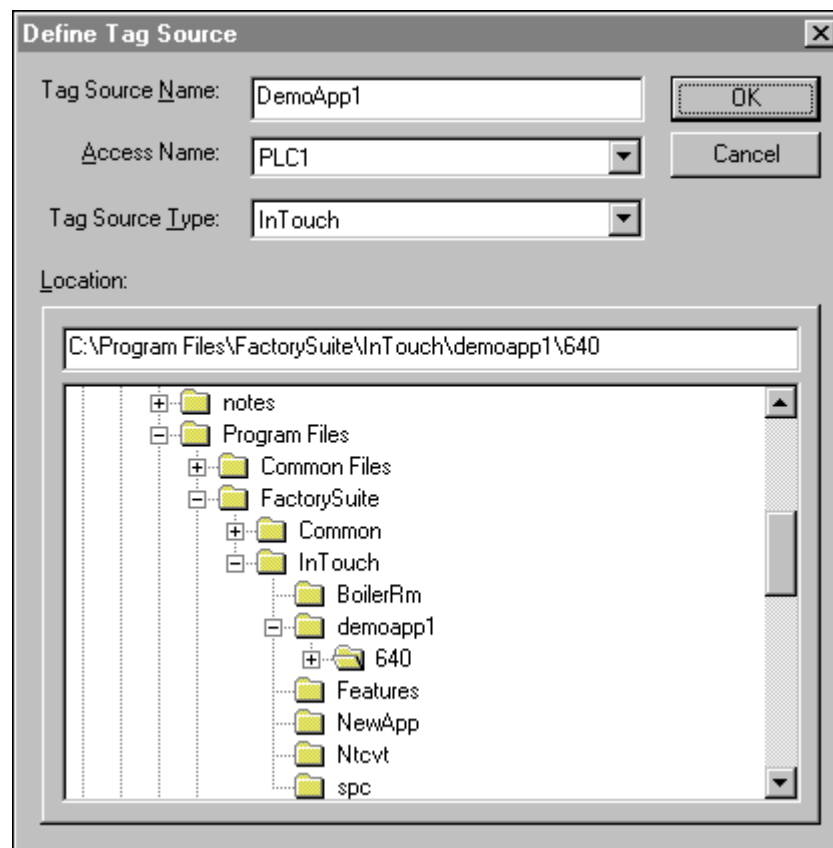 Define Tag Source
Tag Source Name: DemoApp1 OK
Access Name: PLC1 Cancel
Tag Source Type: InTouch
Location:
C:\Program Files\FactorySuite\InTouch\demoapp1\640
notes
Program Files
Common Files
FactorySuite
Common
InTouch
BoilerRm
demoapp1
640
Features
NewApp
Ntcvt
spc